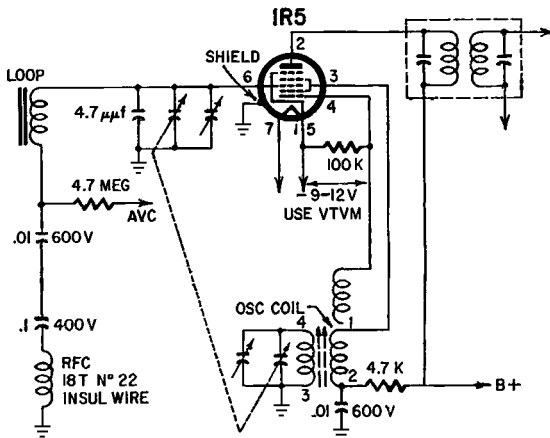 1R5
2
SHIELD
LOOP
6
3
4
4.7 μμf
7
1
5
100 K
4.7 MEG
AVC
− 9-12V
USE VTVM
.01 600 V
OSC COIL
.1 400 V
4
1
3
2
4.7 K
B+
RFC
18T Nº 22
INSUL WIRE
.01 600 V